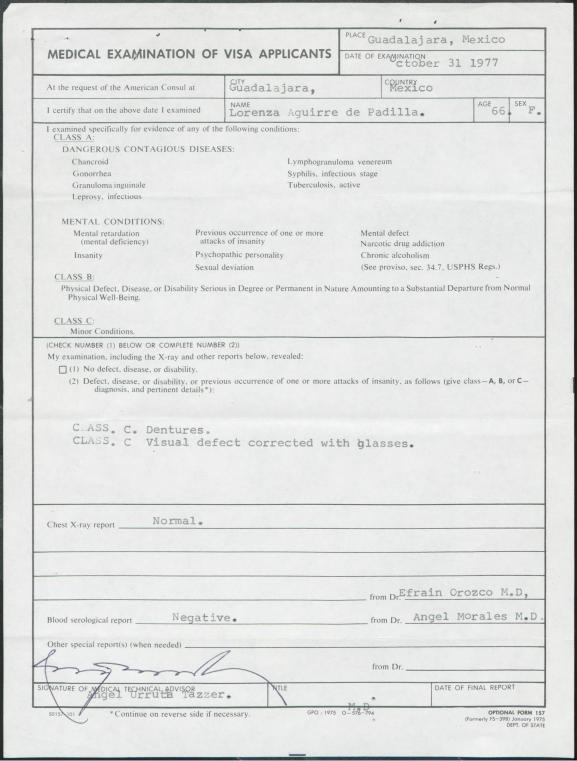 MEDICAL EXAMINATION OF VISA APPLICANTS
PLACE Guadalajara, Mexico
DATE OF EXAMINATION
ctober 31 1977
At the request of the American Consul at
CITY
Guadalajara,
COUNTRY
Mexico
I certify that on the above date I examined
NAME
Lorenza Aguirre de Padilla.
AGE 66.
SEX F.
I examined specifically for evidence of any of the following conditions:
CLASS A:
DANGEROUS CONTAGIOUS DISEASES:
Chancroid
Gonorrhea
Granuloma inguinale
Leprosy, infectious
Lymphogranuloma venereum
Syphilis, infectious stage
Tuberculosis, active
MENTAL CONDITIONS:
Mental retardation
(mental deficiency)
Insanity
Previous occurrence of one or more
attacks of insanity
Psychopathic personality
Sexual deviation
Mental defect
Narcotic drug addiction
Chronic alcoholism
(See proviso, sec. 34.7, USPHS Regs.)
CLASS B:
Physical Defect, Disease, or Disability Serious in Degree or Permanent in Nature Amounting to a Substantial Departure from Normal
Physical Well-Being.
CLASS C:
Minor Conditions.
(CHECK NUMBER (1) BELOW OR COMPLETE NUMBER (2))
My examination, including the X-ray and other reports below, revealed:
(1) No defect, disease, or disability.
(2) Defect, disease, or disability, or previous occurrence of one or more attacks of insanity, as follows (give class—A, B, or C—
diagnosis, and pertinent details*):
CLASS. C. Dentures.
CLASS. C Visual defect corrected with glasses.
Chest X-ray report Normal.
from Dr. Efrain Orozco M.D,
Blood serological report Negative.
from Dr. Angel Morales M.D.
Other special report(s) (when needed)
from Dr.
SIGNATURE OF MEDICAL TECHNICAL ADVISOR
Angel Urruta Tazzer.
TITLE
M.D.
DATE OF FINAL REPORT
50157-101
*Continue on reverse side if necessary.
GPO : 1975 O-576-794
OPTIONAL FORM 157
(Formerly FS-398) January 1975
DEPT. OF STATE